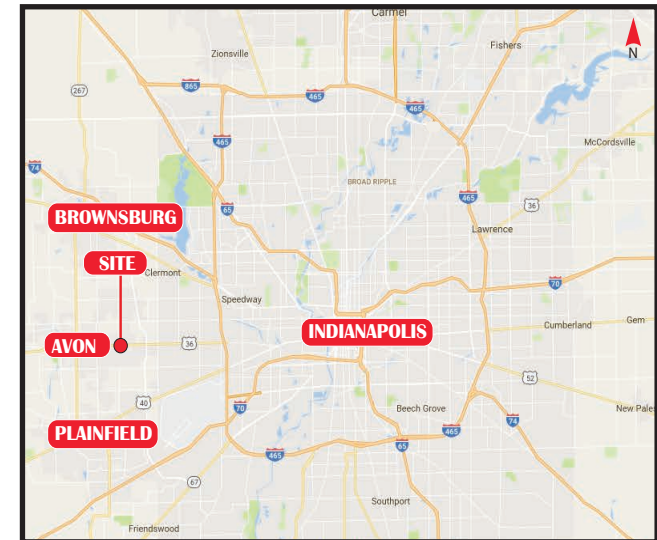 Carmel
N
Fishers
Zionsville
267
865
465
465
465
McCordsville
74
BROAD RIPPLE
465
36
65
BROWNSBURG
Lawrence
SITE
Clermont
70
Speedway
INDIANAPOLIS
Gem
Cumberland
AVON
36
52
40
70
Beech Grove
New Pale
PLAINFIELD
74
465
65
465
67
Southport
Friendswood